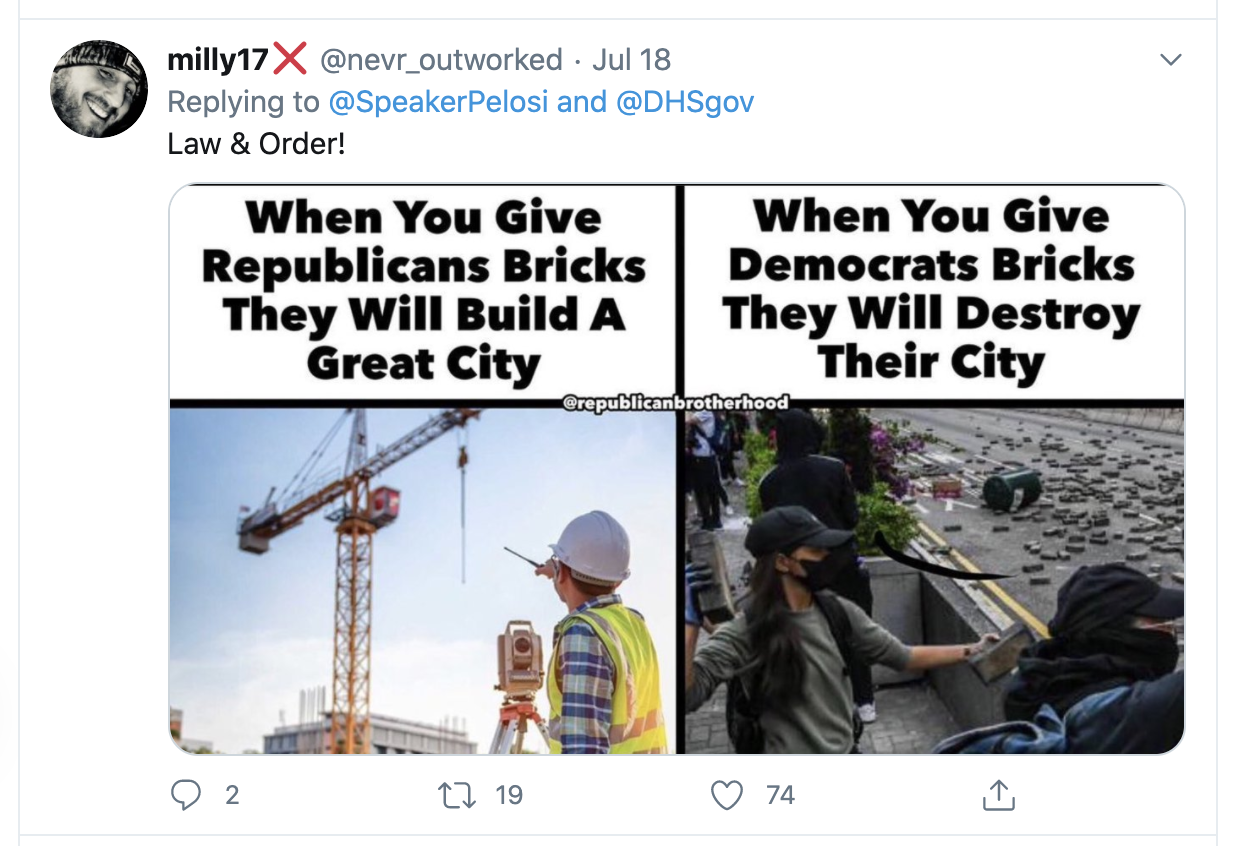 milly17❌ @nevr_outworked · Jul 18
Replying to @SpeakerPelosi and @DHSgov
Law & Order!
When You Give
Republicans Bricks
They Will Build A
Great City
When You Give
Democrats Bricks
They Will Destroy
Their City
@republicanbrotherhood
2
19
74